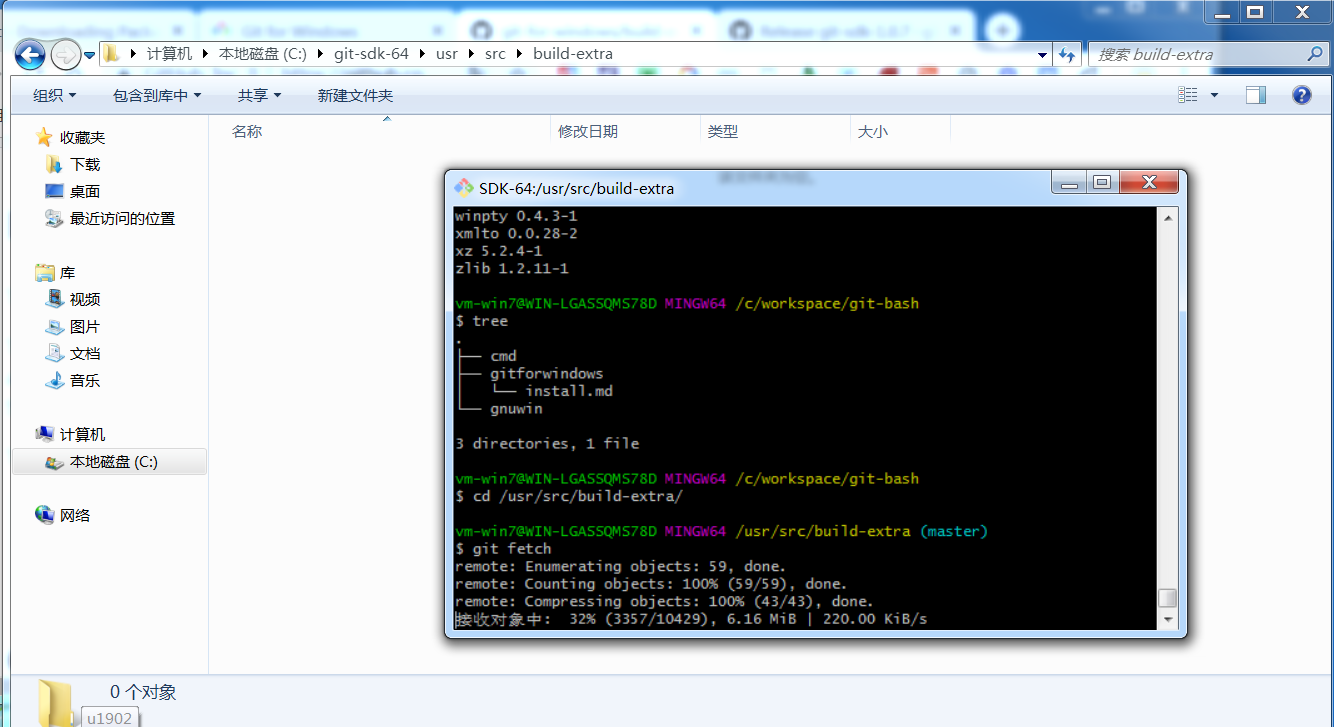 Git for Windows
Release git-sdk-1.0.7
计算机 本地磁盘 (C:) git-sdk-64 usr src build-extra
搜索 build-extra
组织 包含到库中 共享 新建文件夹
名称 修改日期 类型 大小
收藏夹
下载
桌面
最近访问的位置
库
视频
图片
文档
音乐
计算机
本地磁盘 (C:)
网络
SDK-64:/usr/src/build-extra
winpty 0.4.3-1
xmlto 0.0.28-2
xz 5.2.4-1
zlib 1.2.11-1
vm-win7@WIN-LGASSQMS78D MINGW64 /c/workspace/git-bash
$ tree
.
├── cmd
├── gitforwindows
│   └── install.md
└── gnuwin
3 directories, 1 file
vm-win7@WIN-LGASSQMS78D MINGW64 /c/workspace/git-bash
$ cd /usr/src/build-extra/
vm-win7@WIN-LGASSQMS78D MINGW64 /usr/src/build-extra (master)
$ git fetch
remote: Enumerating objects: 59, done.
remote: Counting objects: 100% (59/59), done.
remote: Compressing objects: 100% (43/43), done.
接收对象中:  32% (3357/10429), 6.16 MiB | 220.00 KiB/s
0 个对象
u1902